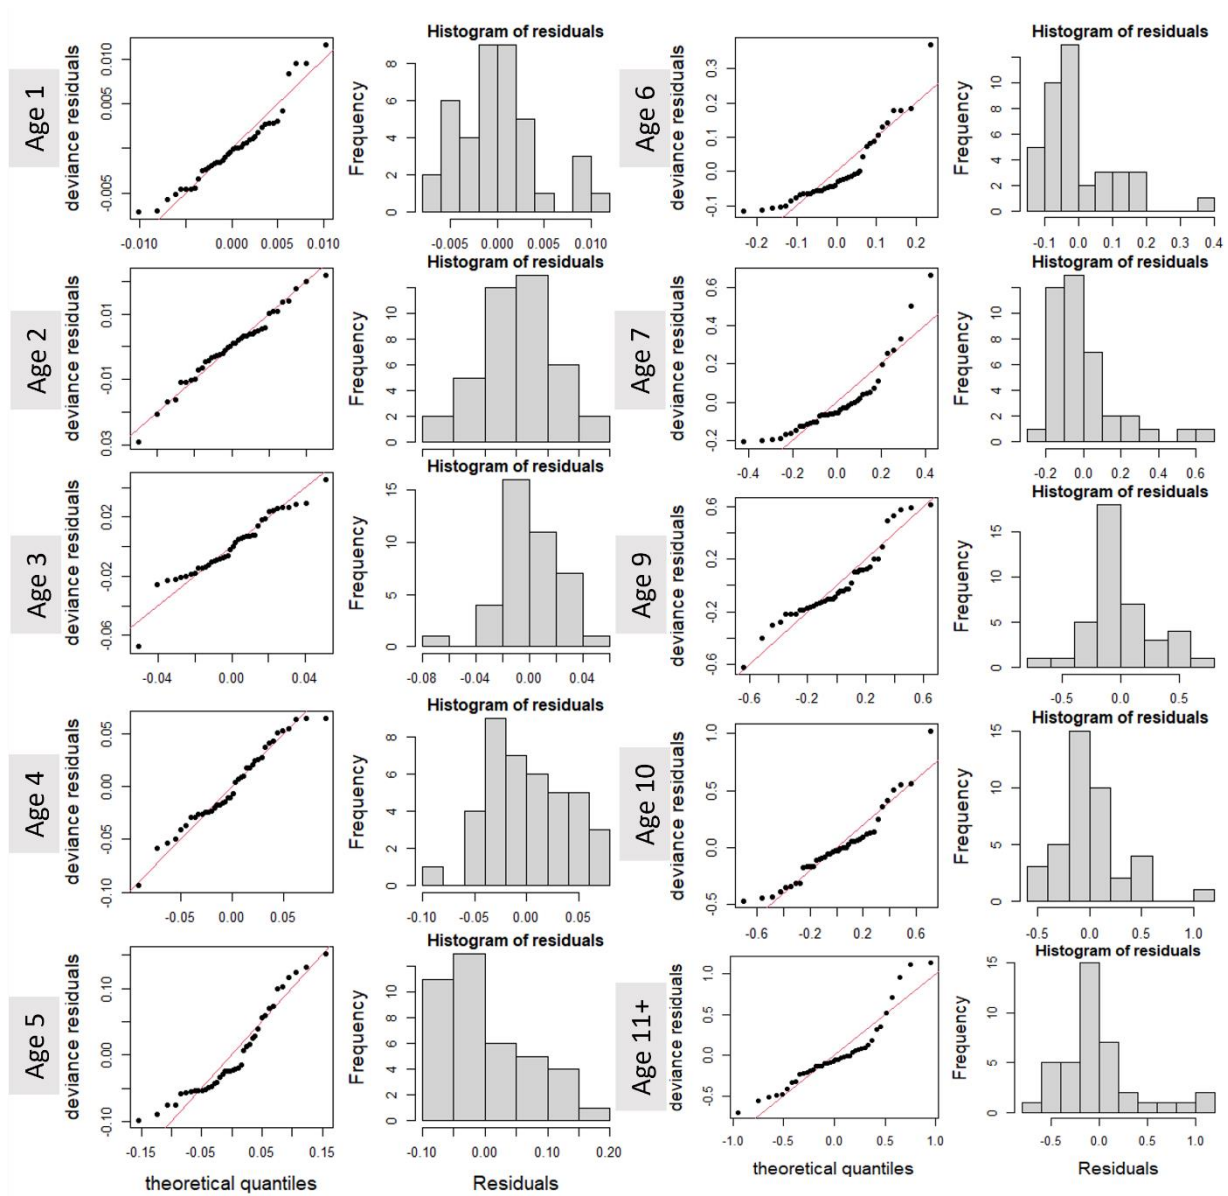 Age 1
deviance residuals
-0.005 0.005 0.010
-0.010 0.000 0.005 0.010
Histogram of residuals
Frequency
0 2 4 6 8
-0.005 0.005 0.010
Age 2
deviance residuals
-0.03 -0.01 0.01
Histogram of residuals
Frequency
0 2 4 6 8 10
Age 3
deviance residuals
-0.06 -0.02 0.02
-0.04 0.00 0.04
Histogram of residuals
Frequency
0 5 10 15
-0.08 -0.04 0.00 0.04
Age 4
deviance residuals
-0.10 -0.05 0.00 0.05
-0.05 0.00 0.05
Histogram of residuals
Frequency
0 2 4 6 8
-0.10 -0.05 0.00 0.05
Age 5
deviance residuals
-0.10 0.00 0.10
-0.15 -0.05 0.05 0.15
theoretical quantiles
Histogram of residuals
Frequency
0 2 4 6 8 10
-0.10 0.00 0.10 0.20
Residuals
Age 6
deviance residuals
-0.1 0.0 0.1 0.2 0.3
-0.2 -0.1 0.0 0.1 0.2
Histogram of residuals
Frequency
0 2 4 6 8 10
-0.1 0.0 0.1 0.2 0.3 0.4
Age 7
deviance residuals
-0.2 0.0 0.2 0.4 0.6
-0.4 -0.2 0.0 0.2 0.4
Histogram of residuals
Frequency
0 2 4 6 8 10
-0.2 0.0 0.2 0.4 0.6
Age 9
deviance residuals
-0.6 -0.2 0.2 0.6
-0.6 -0.2 0.2 0.6
Histogram of residuals
Frequency
0 5 10 15
-0.5 0.0 0.5
Age 10
deviance residuals
-0.5 0.0 0.5 1.0
-0.6 -0.2 0.2 0.6
Histogram of residuals
Frequency
0 5 10 15
-0.5 0.0 0.5 1.0
Age 11+
deviance residuals
-0.5 0.0 0.5 1.0
-1.0 -0.5 0.0 0.5 1.0
theoretical quantiles
Histogram of residuals
Frequency
0 5 10 15
-0.5 0.0 0.5 1.0
Residuals